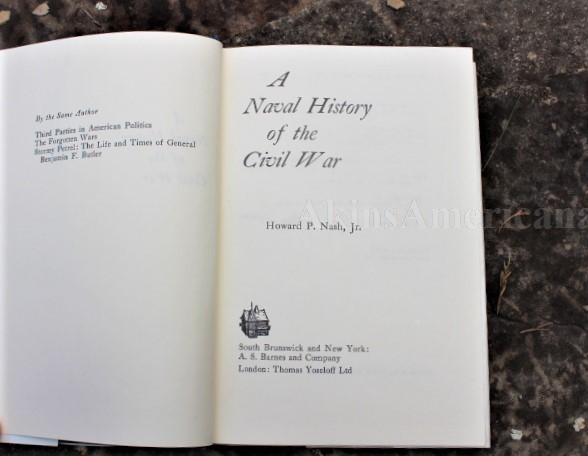 By the Same Author
Third Parties in American Politics
The Forgotten Wars
Stormy Petrel: The Life and Times of General
Benjamin F. Butler
A
Naval History
of the
Civil War
Howard P. Nash, Jr.
South Brunswick and New York:
A. S. Barnes and Company
London: Thomas Yoseloff Ltd
AkinsAmericana